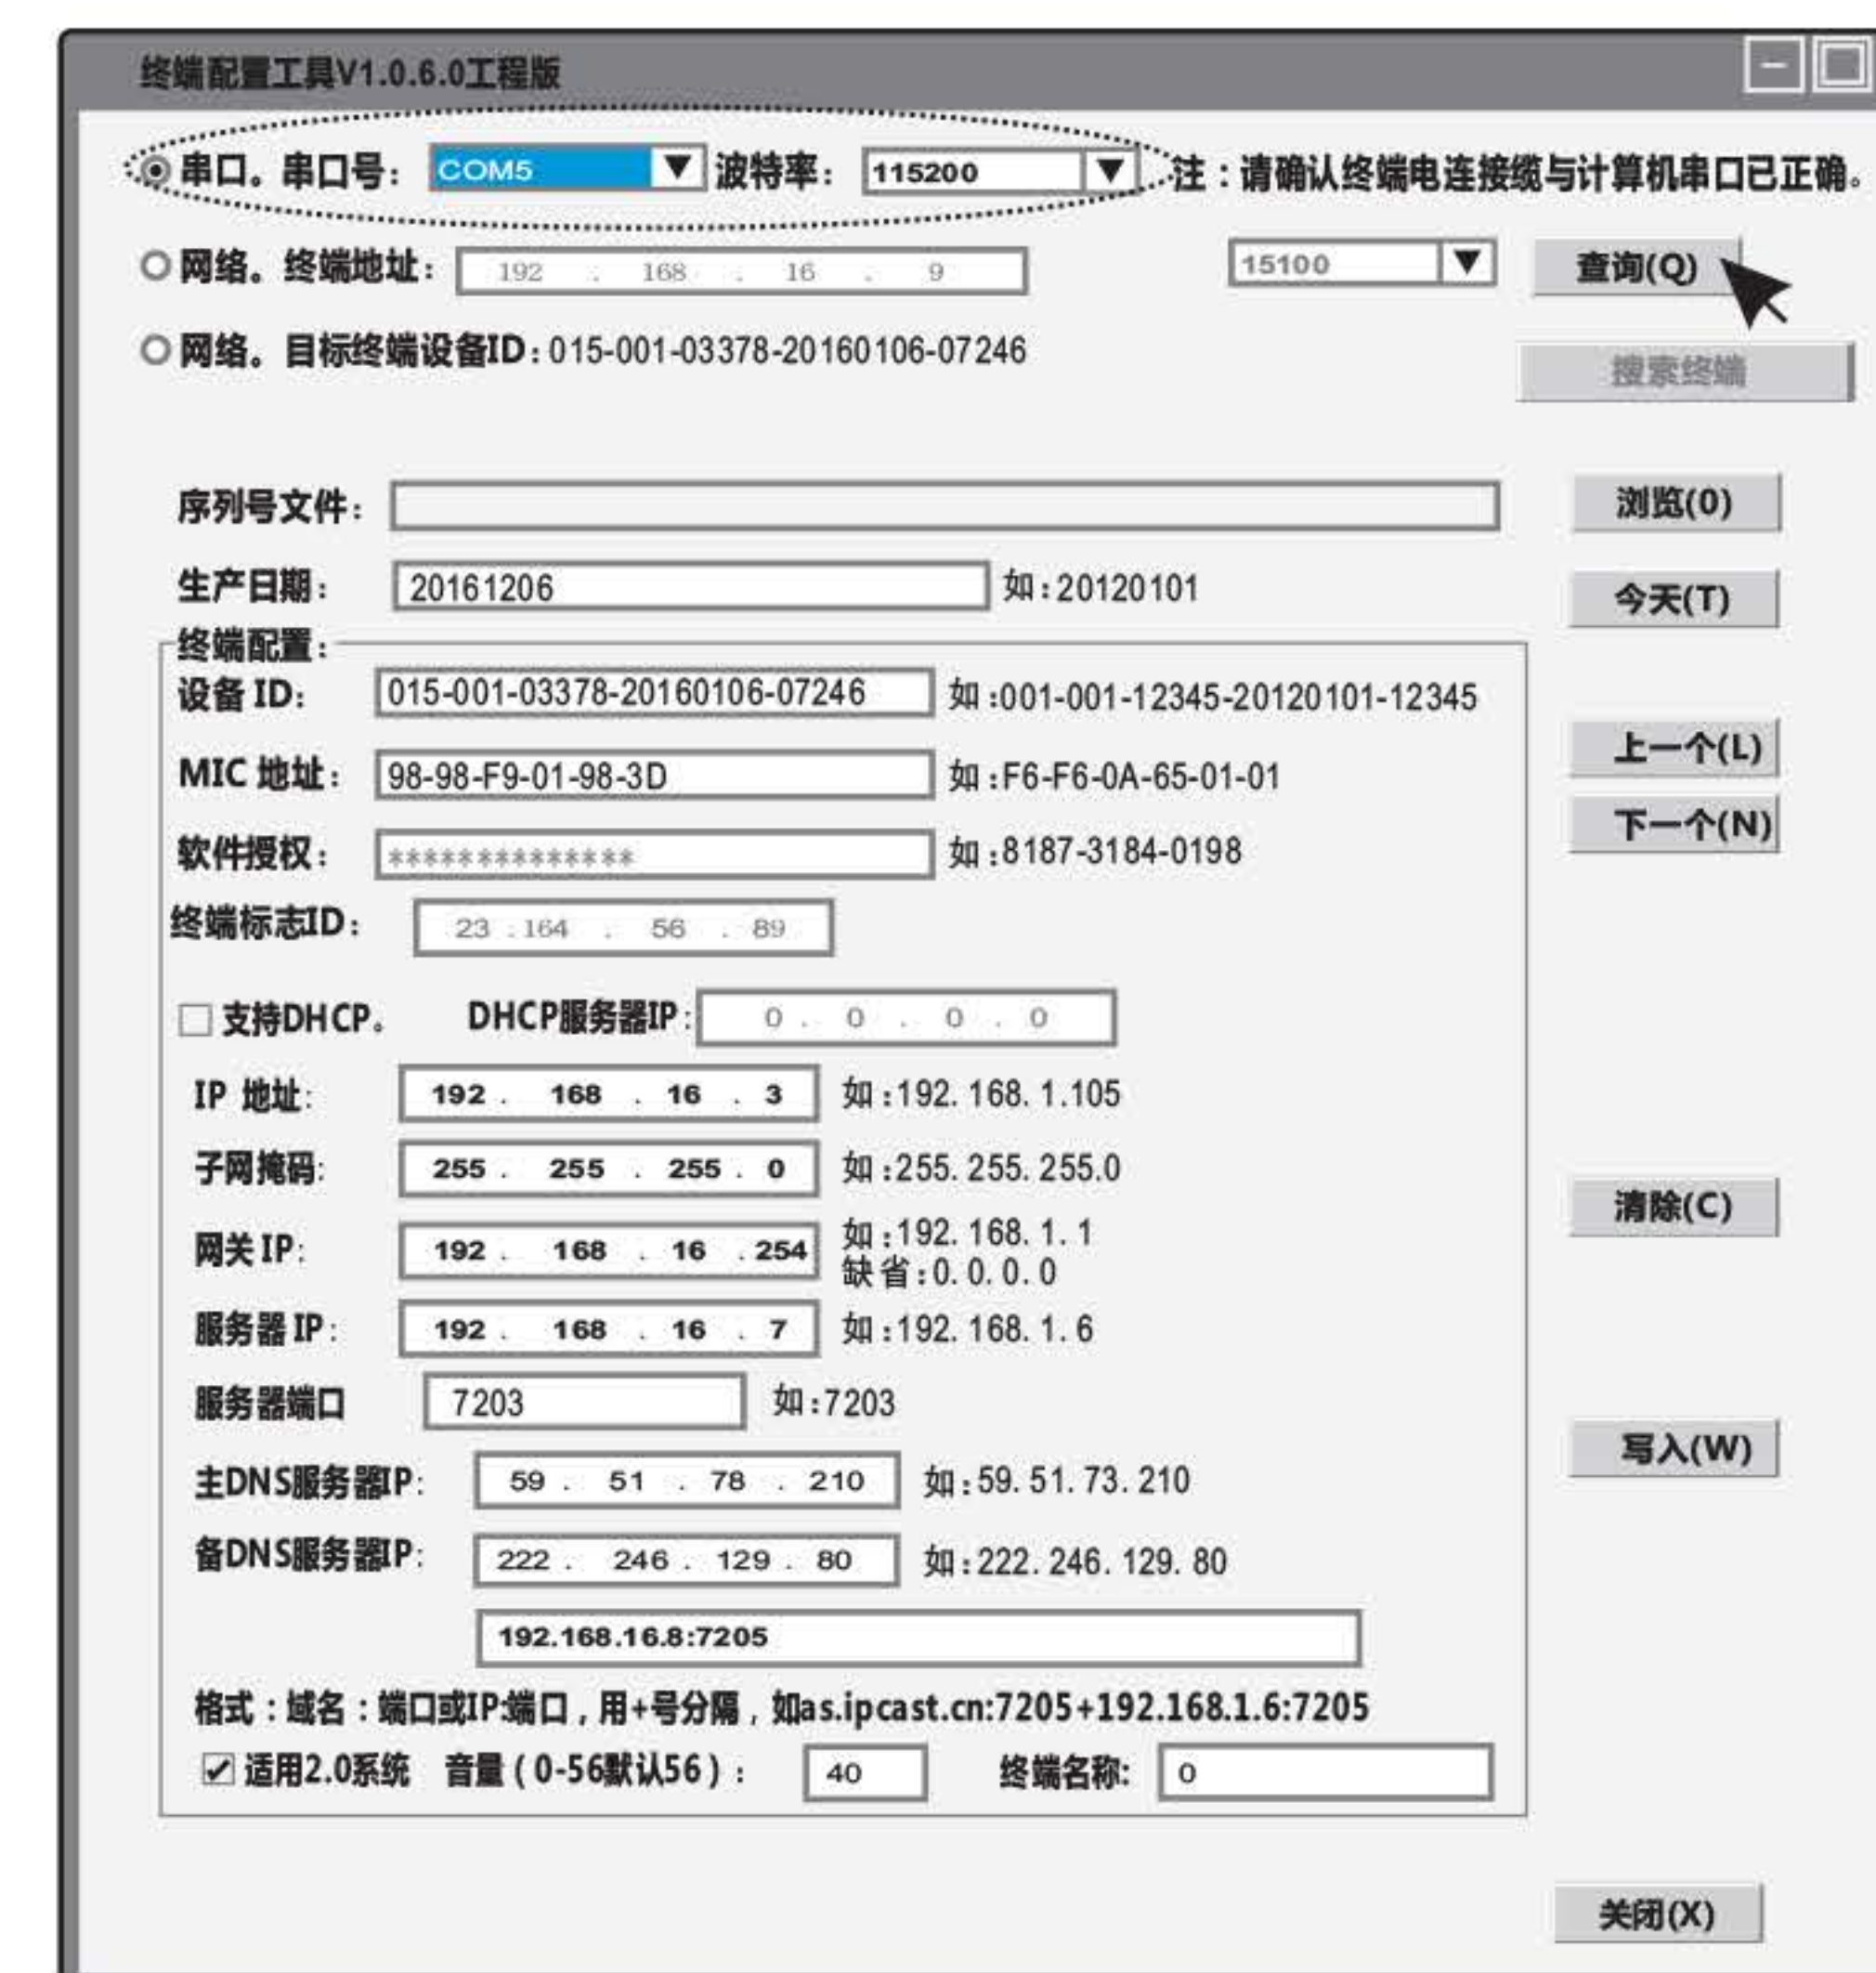 终端配置工具V1.0.6.0工程版
串口。串口号： COM5 波特率： 115200 注：请确认终端电连接缆与计算机串口已正确。
网络。终端地址： 192 . 168 . 16 . 9 15100 查询(Q)
网络。目标终端设备ID：015-001-03378-20160106-07246
搜索终端
序列号文件： 浏览(0)
生产日期： 20161206 如：20120101 今天(T)
终端配置：
设备 ID: 015-001-03378-20160106-07246 如：001-001-12345-20120101-12345
上一个(L)
MIC 地址： 98-98-F9-01-98-3D 如：F6-F6-0A-65-01-01
下一个(N)
软件授权： ************** 如：8187-3184-0198
终端标志ID： 23 . 164 . 56 . 89
支持DHCP。 DHCP服务器IP： 0 . 0 . 0 . 0
IP 地址: 192 . 168 . 16 . 3 如：192. 168. 1.105
子网掩码: 255 . 255 . 255 . 0 如：255. 255. 255.0
清除(C)
网关 IP: 192 . 168 . 16 . 254 如：192. 168. 1. 1
缺省：0. 0. 0. 0
服务器 IP: 192 . 168 . 16 . 7 如：192. 168. 1. 6
服务器端口 7203 如：7203
写入(W)
主DNS服务器IP: 59 . 51 . 78 . 210 如：59. 51. 73. 210
备DNS服务器IP: 222 . 246 . 129 . 80 如：222. 246. 129. 80
192.168.16.8:7205
格式：域名：端口或IP:端口，用+号分隔，如as.ipcast.cn:7205+192.168.1.6:7205
适用2.0系统 音量（0-56默认56）： 40 终端名称: 0
关闭(X)